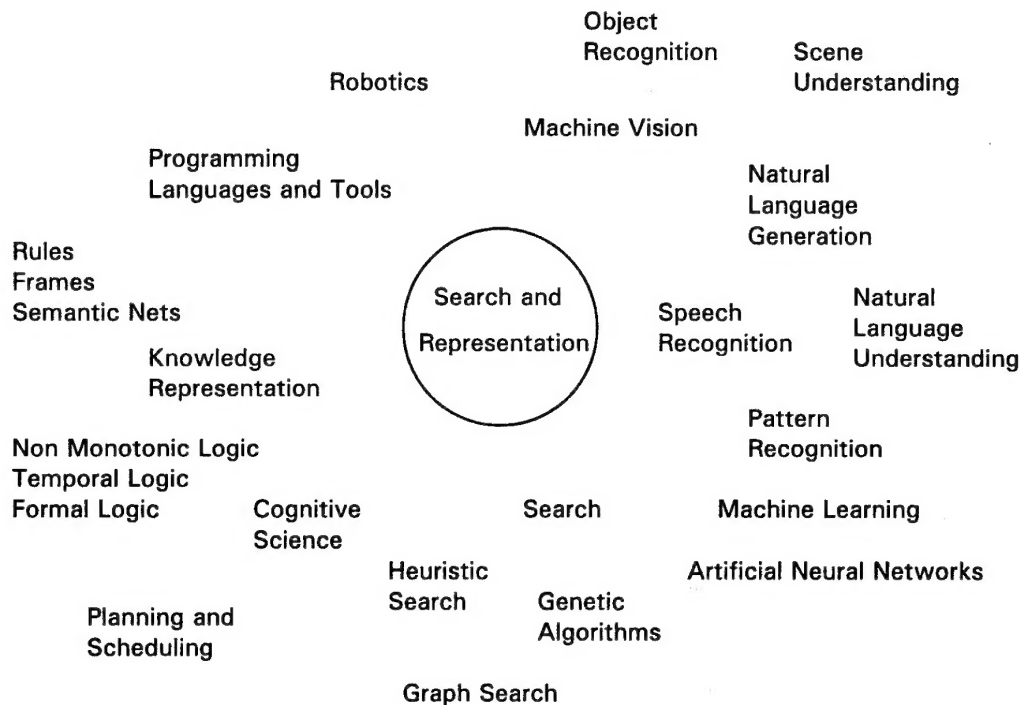 Object
Recognition
Scene
Understanding
Robotics
Machine Vision
Programming
Languages and Tools
Natural
Language
Generation
Rules
Frames
Semantic Nets
Search and
Representation
Speech
Recognition
Natural
Language
Understanding
Knowledge
Representation
Pattern
Recognition
Non Monotonic Logic
Temporal Logic
Formal Logic
Cognitive
Science
Search
Machine Learning
Heuristic
Search
Artificial Neural Networks
Genetic
Algorithms
Planning and
Scheduling
Graph Search